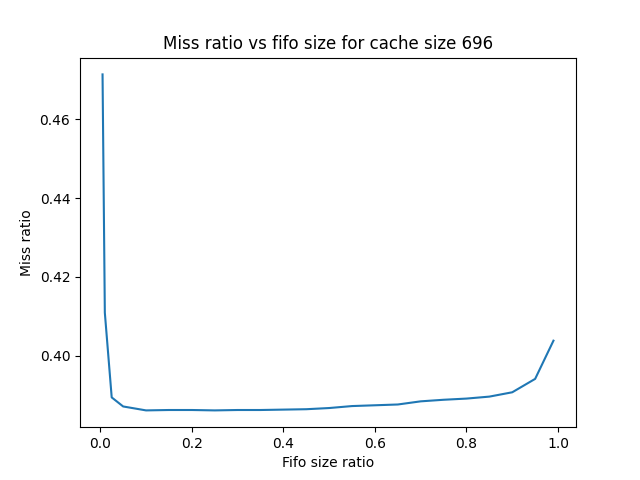 Miss ratio vs fifo size for cache size 696
0.46
0.44
0.42
0.40
Miss ratio
0.0 0.2 0.4 0.6 0.8 1.0
Fifo size ratio